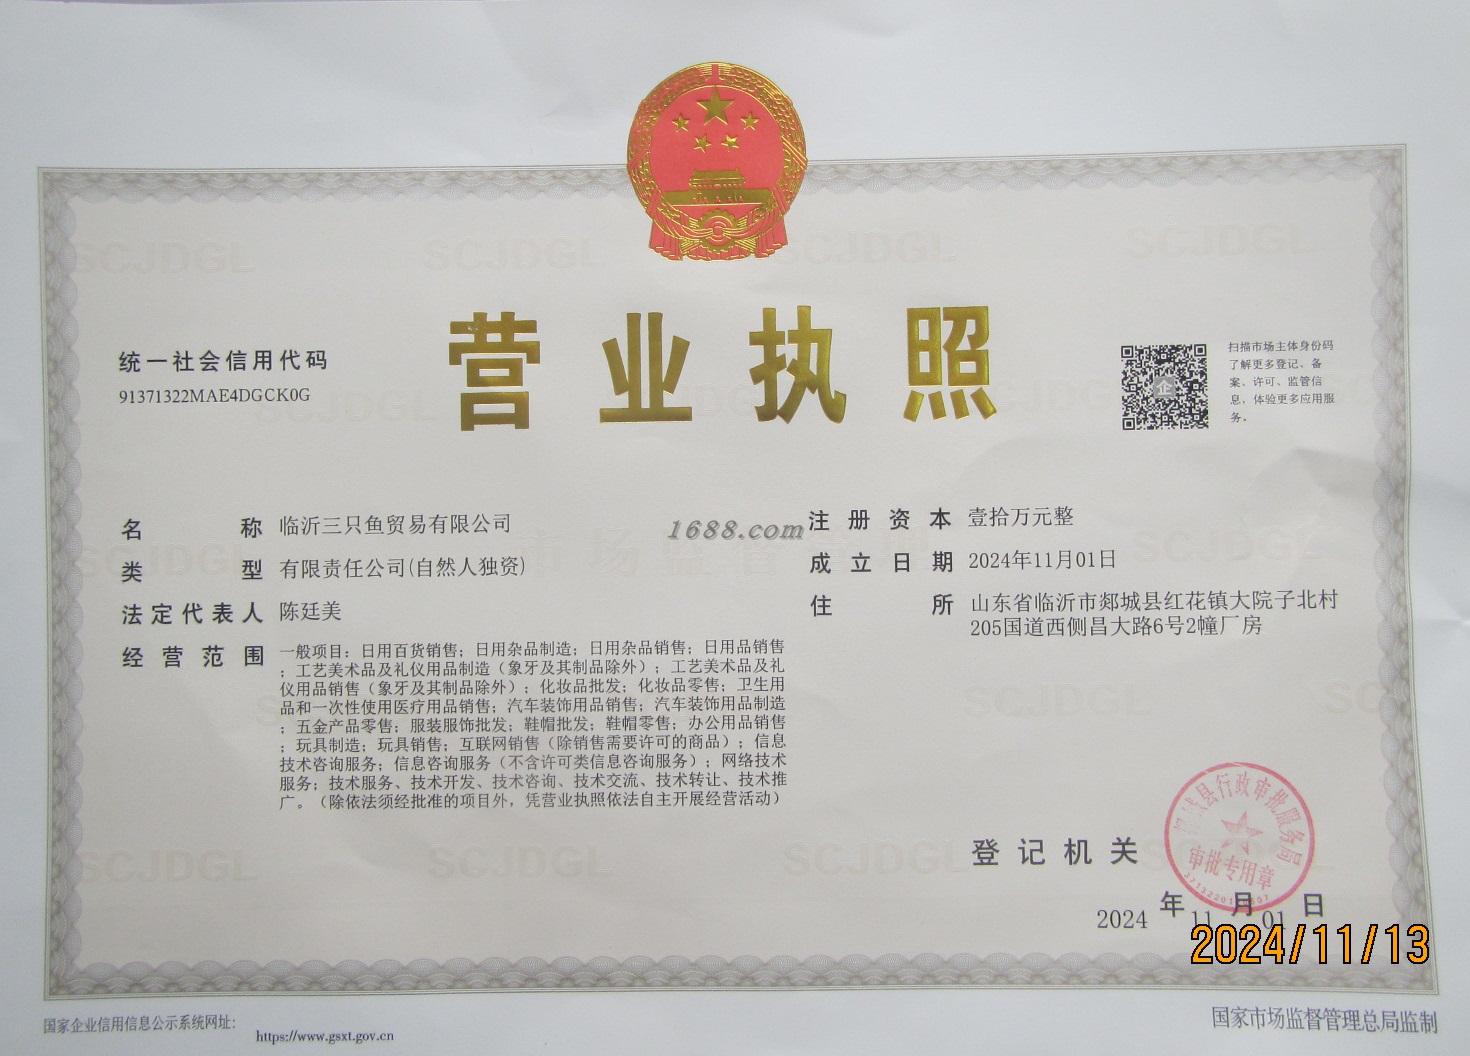 营业执照
统一社会信用代码
91371322MAE4DGCK0G
扫描市场主体身份码
了解更多登记、备
案、许可、监管信
息，体验更多应用服
务。
名称 临沂三只鱼贸易有限公司
类型 有限责任公司(自然人独资)
法定代表人 陈廷美
经营范围 一般项目：日用百货销售；日用杂品制造；日用杂品销售；日用品销售
；工艺美术品及礼仪用品制造（象牙及其制品除外）；工艺美术品及礼
仪用品销售（象牙及其制品除外）；化妆品批发；化妆品零售；卫生用
品和一次性使用医疗用品销售；汽车装饰用品销售；汽车装饰用品制造
；五金产品零售；服装服饰批发；鞋帽批发；鞋帽零售；办公用品销售
；玩具制造；玩具销售；互联网销售（除销售需要许可的商品）；信息
技术咨询服务；信息咨询服务（不含许可类信息咨询服务）；网络技术
服务；技术服务、技术开发、技术咨询、技术交流、技术转让、技术推
广。（除依法须经批准的项目外，凭营业执照依法自主开展经营活动）
1688.com
注册资本 壹拾万元整
成立日期 2024年11月01日
住所 山东省临沂市郯城县红花镇大院子北村
205国道西侧昌大路6号2幢厂房
登记机关
城县行政审批服务局
审批专用章
2024年11月01日
2024/11/13
国家企业信用信息公示系统网址：
https://www.gsxt.gov.cn
国家市场监督管理总局监制
SCJDGL